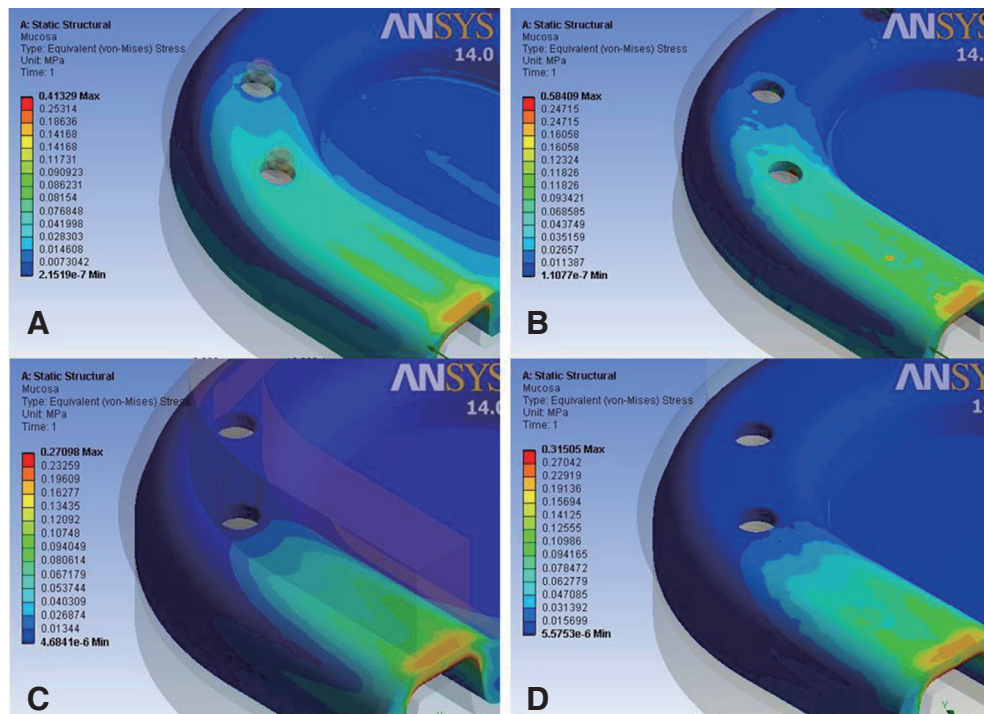 A: Static Structural
Mucosa
Type: Equivalent (von-Mises) Stress
Unit: MPa
Time: 1
0.41329 Max
0.25314
0.18636
0.14168
0.14168
0.11731
0.090923
0.086231
0.08154
0.076848
0.041998
0.028303
0.014608
0.0073042
2.1519e-7 Min
ANSYS
14.0
A
A: Static Structural
Mucosa
Type: Equivalent (von-Mises) Stress
Unit: MPa
Time: 1
0.58409 Max
0.24715
0.24715
0.16058
0.16058
0.12324
0.11826
0.11826
0.093421
0.068585
0.043749
0.035159
0.02657
0.011387
1.1077e-7 Min
ANSYS
14.
B
A: Static Structural
Mucosa
Type: Equivalent (von-Mises) Stress
Unit: MPa
Time: 1
0.27098 Max
0.23259
0.19609
0.16277
0.13435
0.12092
0.10748
0.094049
0.080614
0.067179
0.053744
0.040309
0.026874
0.01344
4.6841e-6 Min
ANSYS
14.0
C
A: Static Structural
Mucosa
Type: Equivalent (von-Mises) Stress
Unit: MPa
Time: 1
0.31505 Max
0.27042
0.22919
0.19136
0.15694
0.14125
0.12555
0.10986
0.094165
0.078472
0.062779
0.047085
0.031392
0.015699
5.5753e-6 Min
ANSYS
D
Y